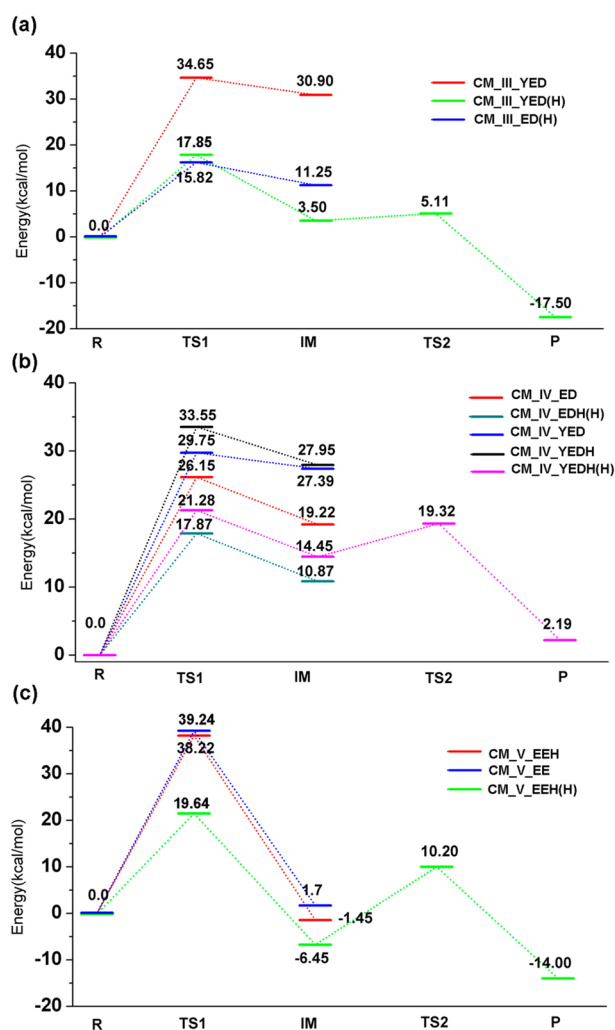 (a)
40
34.65
30.90
CM_III_YED
CM_III_YED(H)
CM_III_ED(H)
30
20
17.85
15.82
11.25
10
3.50
5.11
0.0
0
-10
-17.50
-20
Energy(kcal/mol)
R TS1 IM TS2 P
(b)
40
33.55
CM_IV_ED
CM_IV_EDH(H)
CM_IV_YED
CM_IV_YEDH
CM_IV_YEDH(H)
30
29.75
27.95
27.39
26.15
21.28
20
19.22
19.32
17.87
14.45
10.87
10
2.19
0.0
0
Energy(kcal/mol)
R TS1 IM TS2 P
(c)
40
39.24
38.22
CM_V_EEH
CM_V_EE
CM_V_EEH(H)
30
20
19.64
10
10.20
0.0
1.7
0
-1.45
-6.45
-10
-14.00
-20
Energy(kcal/mol)
R TS1 IM TS2 P